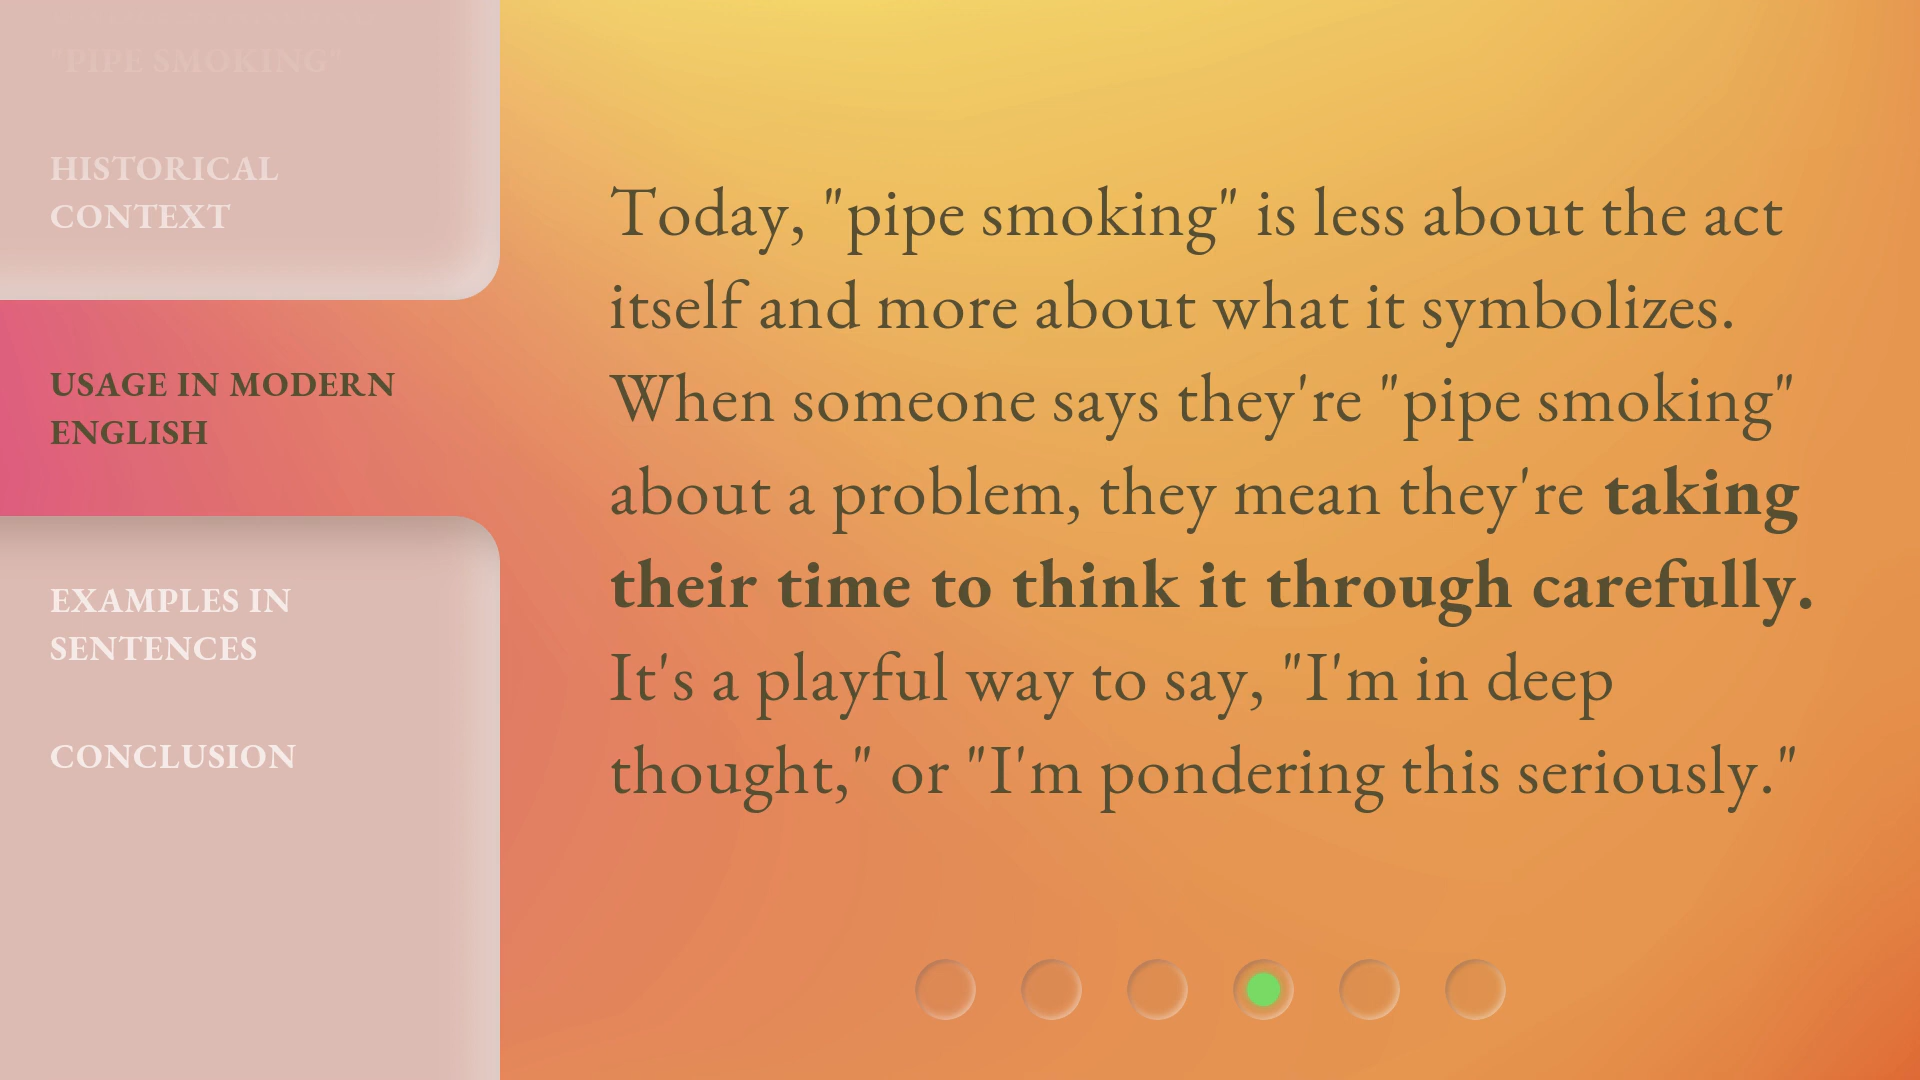 "PIPE SMOKING"
HISTORICAL
CONTEXT
USAGE IN MODERN
ENGLISH
EXAMPLES IN
SENTENCES
CONCLUSION
Today, "pipe smoking" is less about the act
itself and more about what it symbolizes.
When someone says they're "pipe smoking"
about a problem, they mean they're taking
their time to think it through carefully.
It's a playful way to say, "I'm in deep
thought," or "I'm pondering this seriously."